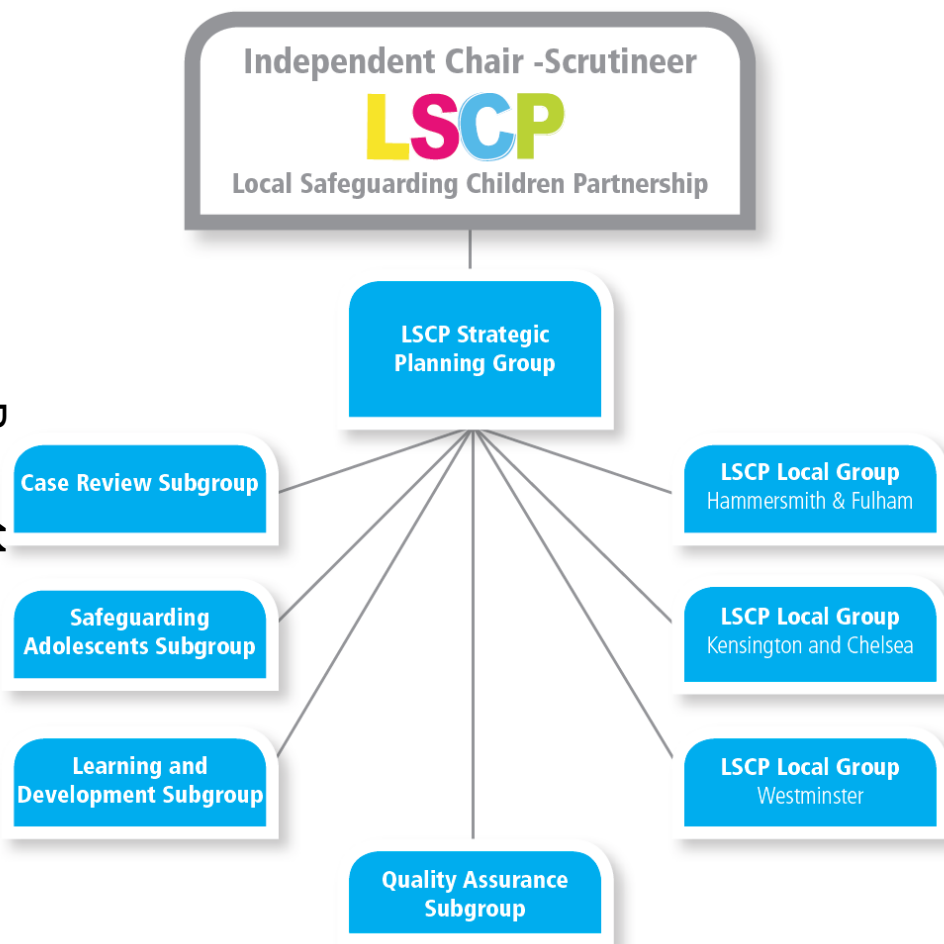 Independent Chair -Scrutineer
LSCP
Local Safeguarding Children Partnership
LSCP Strategic
Planning Group
Case Review Subgroup
Safeguarding
Adolescents Subgroup
Learning and
Development Subgroup
LSCP Local Group
Hammersmith & Fulham
LSCP Local Group
Kensington and Chelsea
LSCP Local Group
Westminster
Quality Assurance
Subgroup